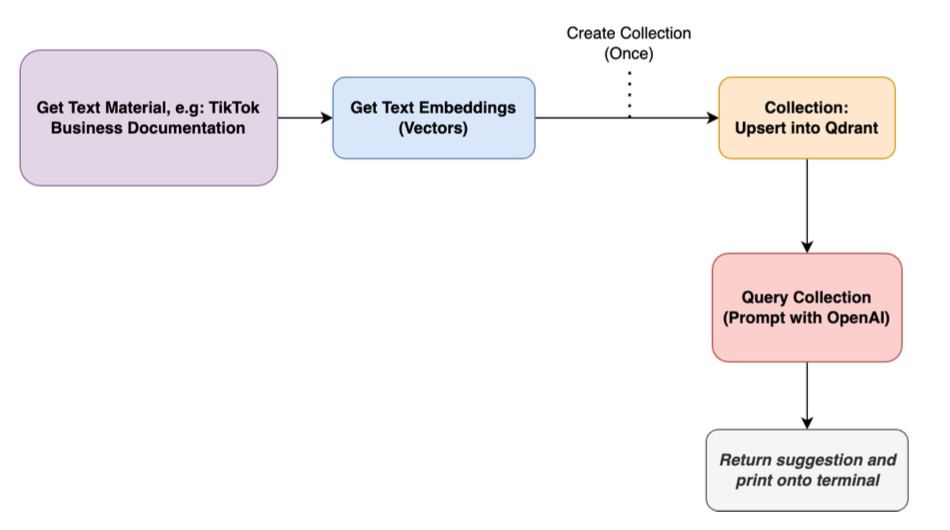 Create Collection
(Once)
Get Text Material, e.g: TikTok
Business Documentation
Get Text Embeddings
(Vectors)
Collection:
Upsert into Qdrant
Query Collection
(Prompt with OpenAI)
Return suggestion and
print onto terminal